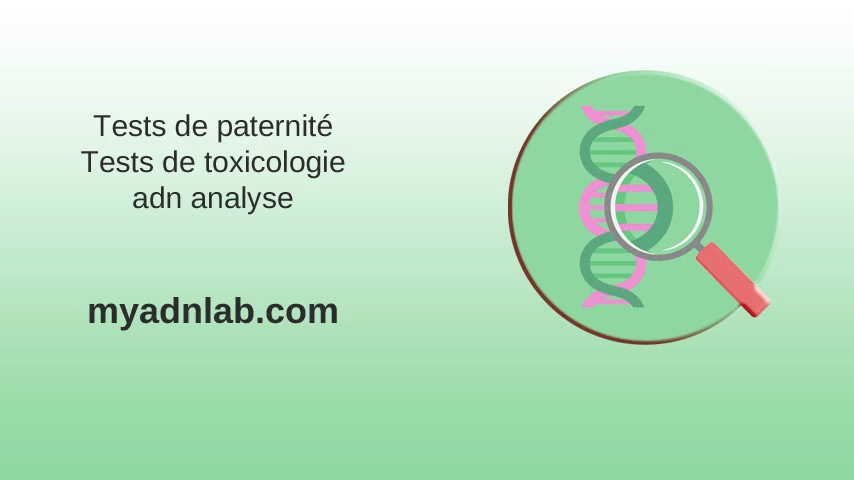 Tests de paternité
Tests de toxicologie
adn analyse
myadnlab.com